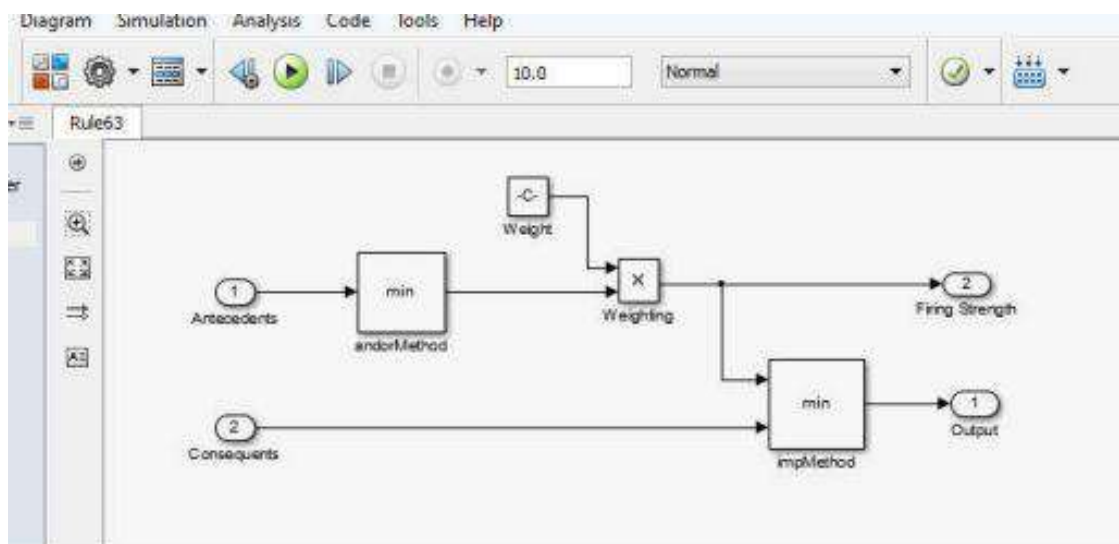 Diagram Simulation Analysis Code Tools Help
10.0 Normal
Rule63
er
-C-
Weight
1
Antecedents
min
andorMethod
×
Weighting
2
Firing Strength
2
Consequents
min
impMethod
1
Output